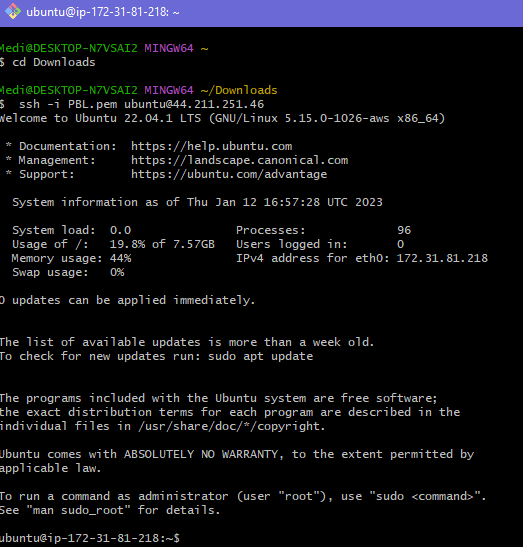 ubuntu@ip-172-31-81-218: ~
Medi@DESKTOP-N7VSAI2 MINGW64 ~
$ cd Downloads
Medi@DESKTOP-N7VSAI2 MINGW64 ~/Downloads
$  ssh -i PBL.pem ubuntu@44.211.251.46
Welcome to Ubuntu 22.04.1 LTS (GNU/Linux 5.15.0-1026-aws x86_64)
 * Documentation:  https://help.ubuntu.com
 * Management:     https://landscape.canonical.com
 * Support:        https://ubuntu.com/advantage
  System information as of Thu Jan 12 16:57:28 UTC 2023
  System load:  0.0               Processes:             96
  Usage of /:   19.8% of 7.57GB   Users logged in:       0
  Memory usage: 44%               IPv4 address for eth0: 172.31.81.218
  Swap usage:   0%
0 updates can be applied immediately.
The list of available updates is more than a week old.
To check for new updates run: sudo apt update
The programs included with the Ubuntu system are free software;
the exact distribution terms for each program are described in the
individual files in /usr/share/doc/*/copyright.
Ubuntu comes with ABSOLUTELY NO WARRANTY, to the extent permitted by
applicable law.
To run a command as administrator (user "root"), use "sudo <command>".
See "man sudo_root" for details.
ubuntu@ip-172-31-81-218:~$